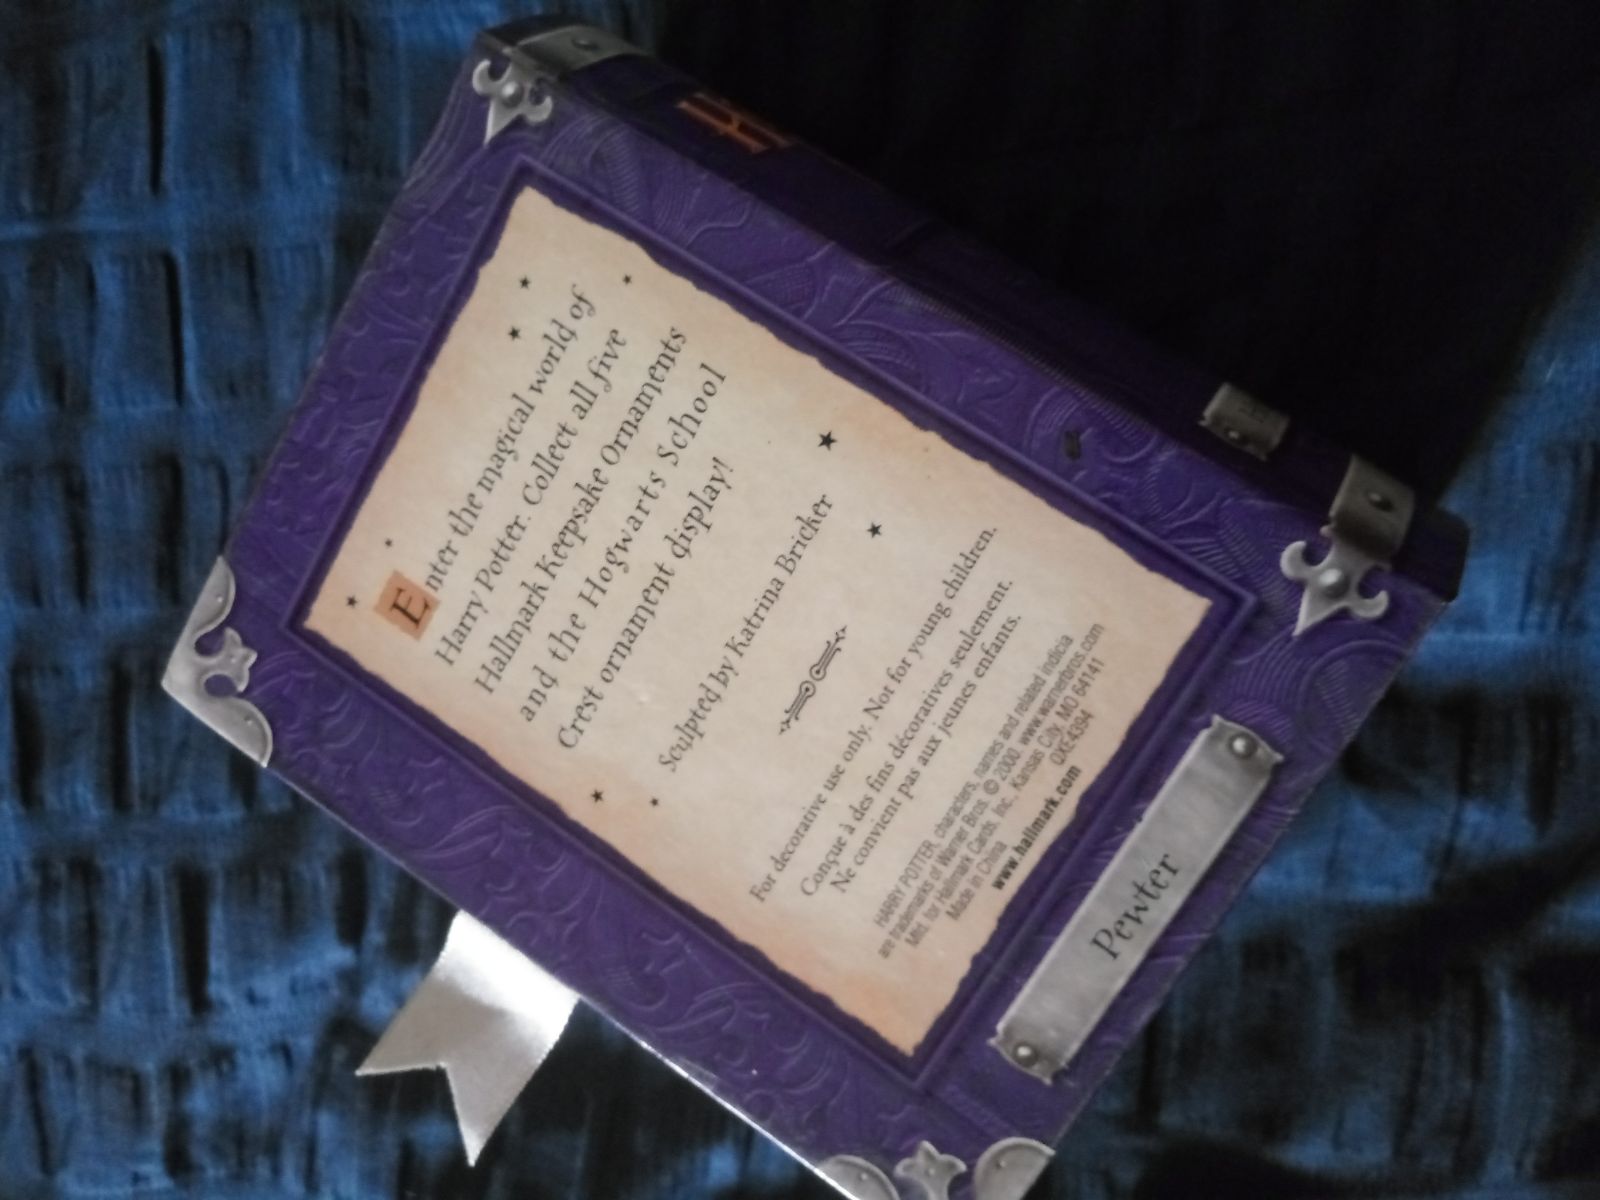 Enter the magical world of
Harry Potter. Collect all five
Hallmark Keepsake Ornaments
and the Hogwarts School
Crest ornament display!
Sculpted by Katrina Bricker
For decorative use only. Not for young children.
Conçue à des fins décoratives seulement.
Ne convient pas aux jeunes enfants.
HARRY POTTER, characters, names and related indicia
are trademarks of Warner Bros. © 2000. www.warnerbros.com
Mfd. for Hallmark Cards, Inc., Kansas City, MO 64141
Made in China QXE4394
www.hallmark.com
Pewter
H